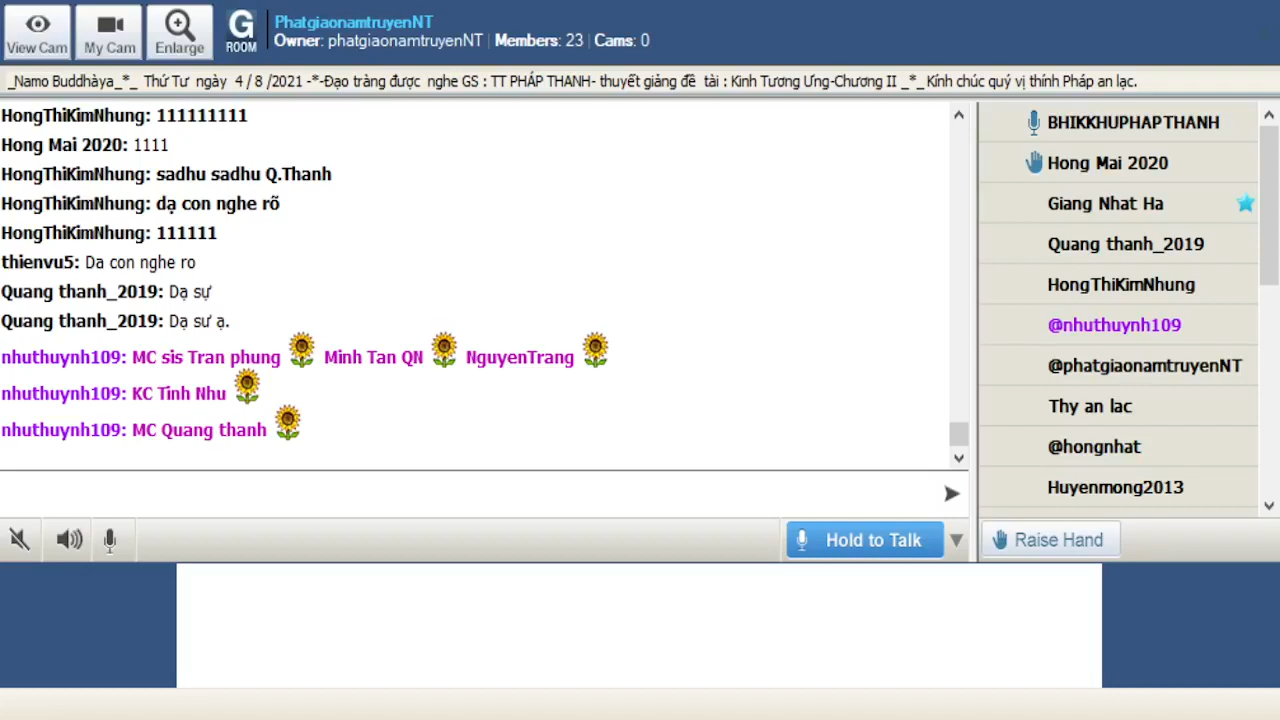 View Cam
My Cam
Enlarge
G
ROOM
PhatgiaonamtruyenNT
Owner: phatgiaonamtruyenNT | Members: 23 | Cams: 0
_Namo Buddhàya_*_ Thứ Tư ngày 4 / 8 /2021 -*-Đạo tràng được nghe GS : TT PHÁP THANH- thuyết giảng đề tài : Kinh Tương Ưng-Chương II _*_ Kính chúc quý vị thính Pháp an lạc.
HongThiKimNhung: 111111111
Hong Mai 2020: 1111
HongThiKimNhung: sadhu sadhu Q.Thanh
HongThiKimNhung: dạ con nghe rõ
HongThiKimNhung: 111111
thienvu5: Da con nghe ro
Quang thanh_2019: Dạ sự
Quang thanh_2019: Dạ sư ạ.
nhuthuynh109: MC sis Tran phung Minh Tan QN NguyenTrang
nhuthuynh109: KC Tinh Nhu
nhuthuynh109: MC Quang thanh
Hold to Talk
BHIKKHUPHAPTHANH
Hong Mai 2020
Giang Nhat Ha
Quang thanh_2019
HongThiKimNhung
@nhuthuynh109
@phatgiaonamtruyenNT
Thy an lac
@hongnhat
Huyenmong2013
Raise Hand